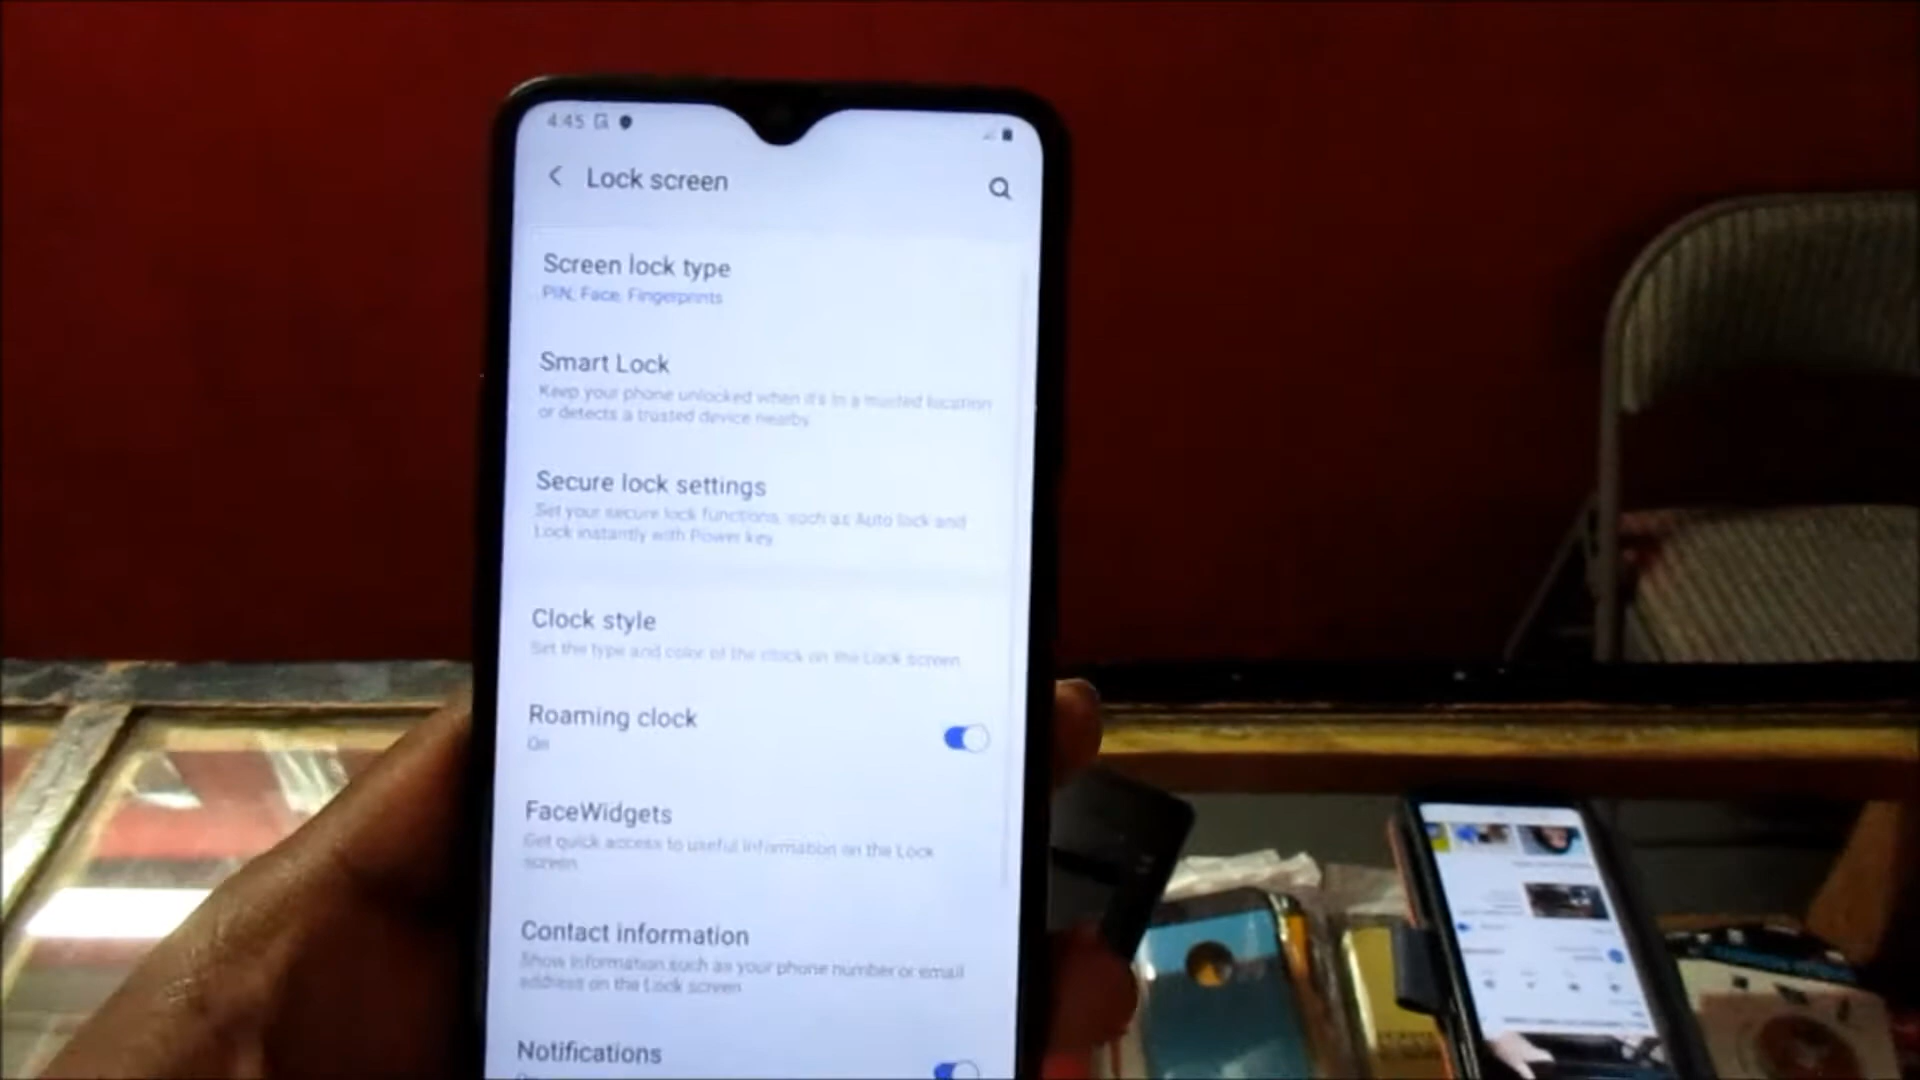 4:45
Lock screen
Screen lock type
PIN, Face, Fingerprints
Smart Lock
Keep your phone unlocked when it's in a trusted location
or detects a trusted device nearby.
Secure lock settings
Set your secure lock functions, such as Auto lock and
Lock instantly with Power key.
Clock style
Set the type and color of the clock on the Lock screen.
Roaming clock
On
FaceWidgets
Get quick access to useful information on the Lock
screen.
Contact information
Show information such as your phone number or email
address on the Lock screen.
Notifications